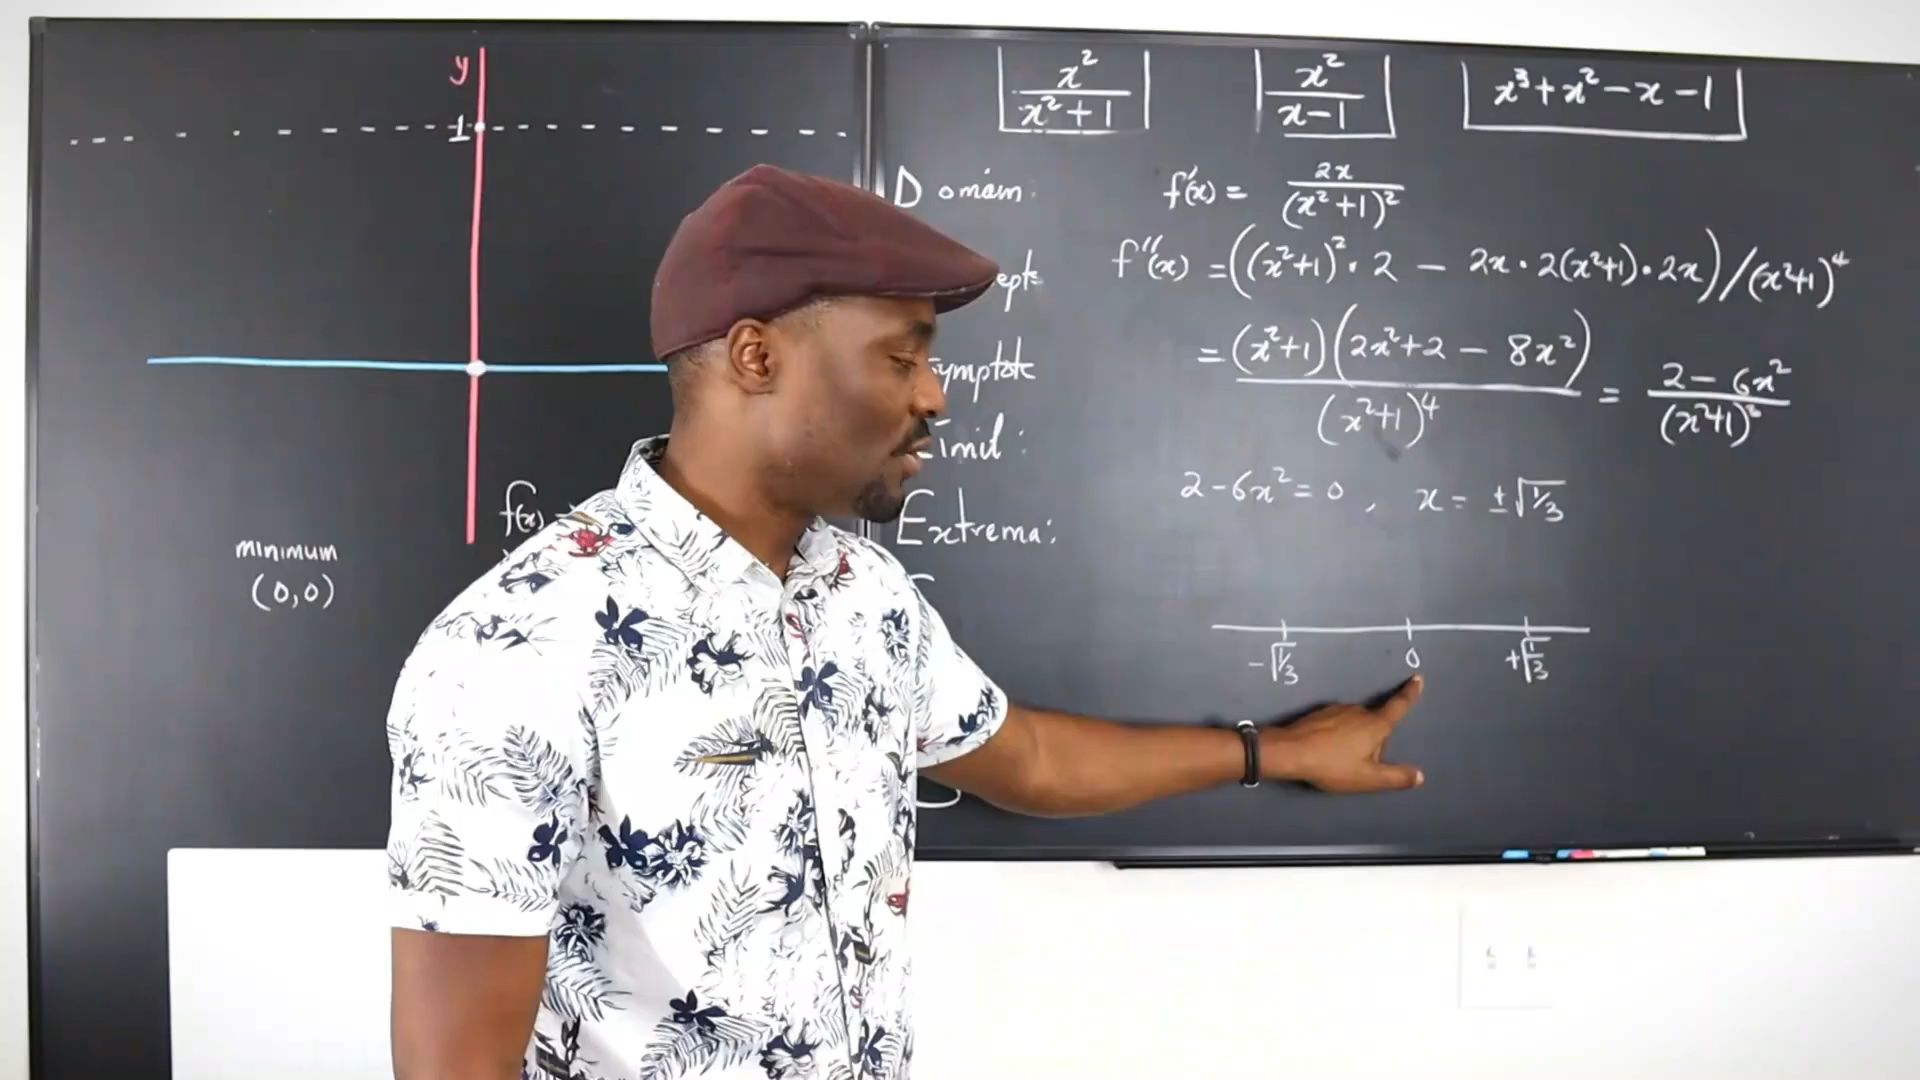 y
1
minimum
(0,0)
f(x) =
x²/(x²+1)
x²/(x-1)
x³+x²-x-1
Domain:
f'(x) = 2x/(x²+1)²
f''(x) = ((x²+1)²·2 - 2x·2(x²+1)·2x)/(x²+1)⁴
= (x²+1)(2x²+2 - 8x²)/(x²+1)⁴ = (2-6x²)/(x²+1)³
Extrema:
2-6x²=0, x= ±√1/3
-√1/3 0 +√1/3